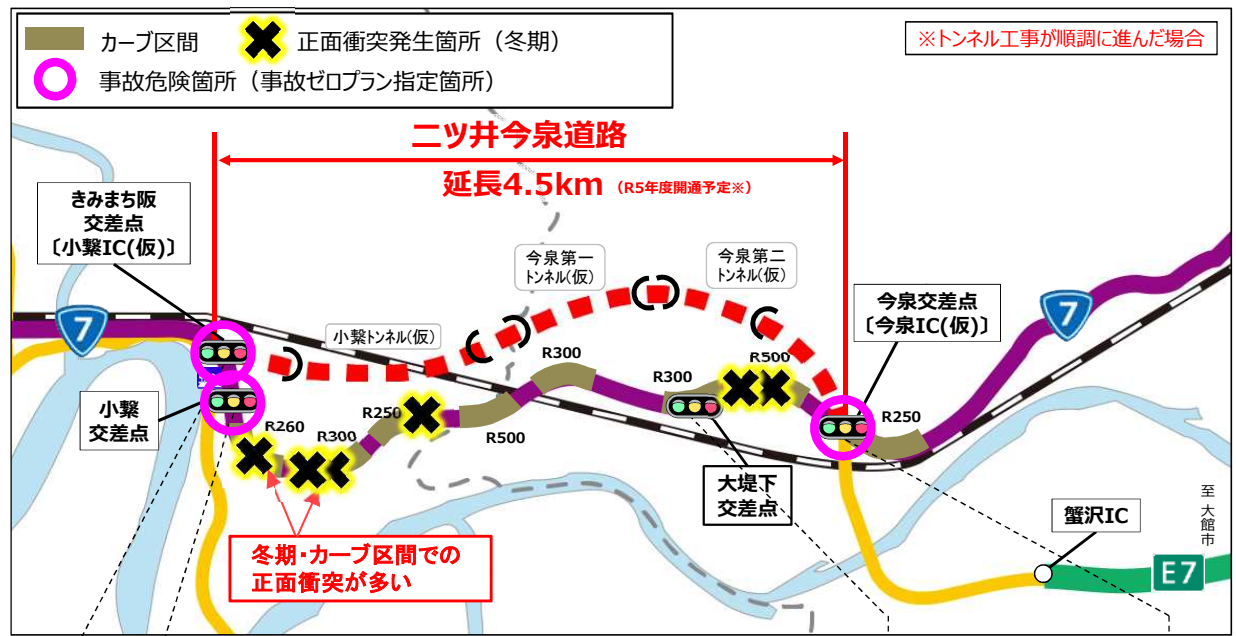 カーブ区間
正面衝突発生箇所（冬期）
事故危険箇所（事故ゼロプラン指定箇所）
※トンネル工事が順調に進んだ場合
二ツ井今泉道路
延長4.5km（R5年度開通予定※）
きみまち阪
交差点
〔小繋IC(仮)〕
今泉第一
トンネル(仮)
今泉第二
トンネル(仮)
今泉交差点
〔今泉IC(仮)〕
7
7
小繋トンネル(仮)
R300
R500
R300
小繋
交差点
R250
R250
R260
R300
R500
大堤下
交差点
蟹沢IC
至 大館市
E7
冬期・カーブ区間での
正面衝突が多い